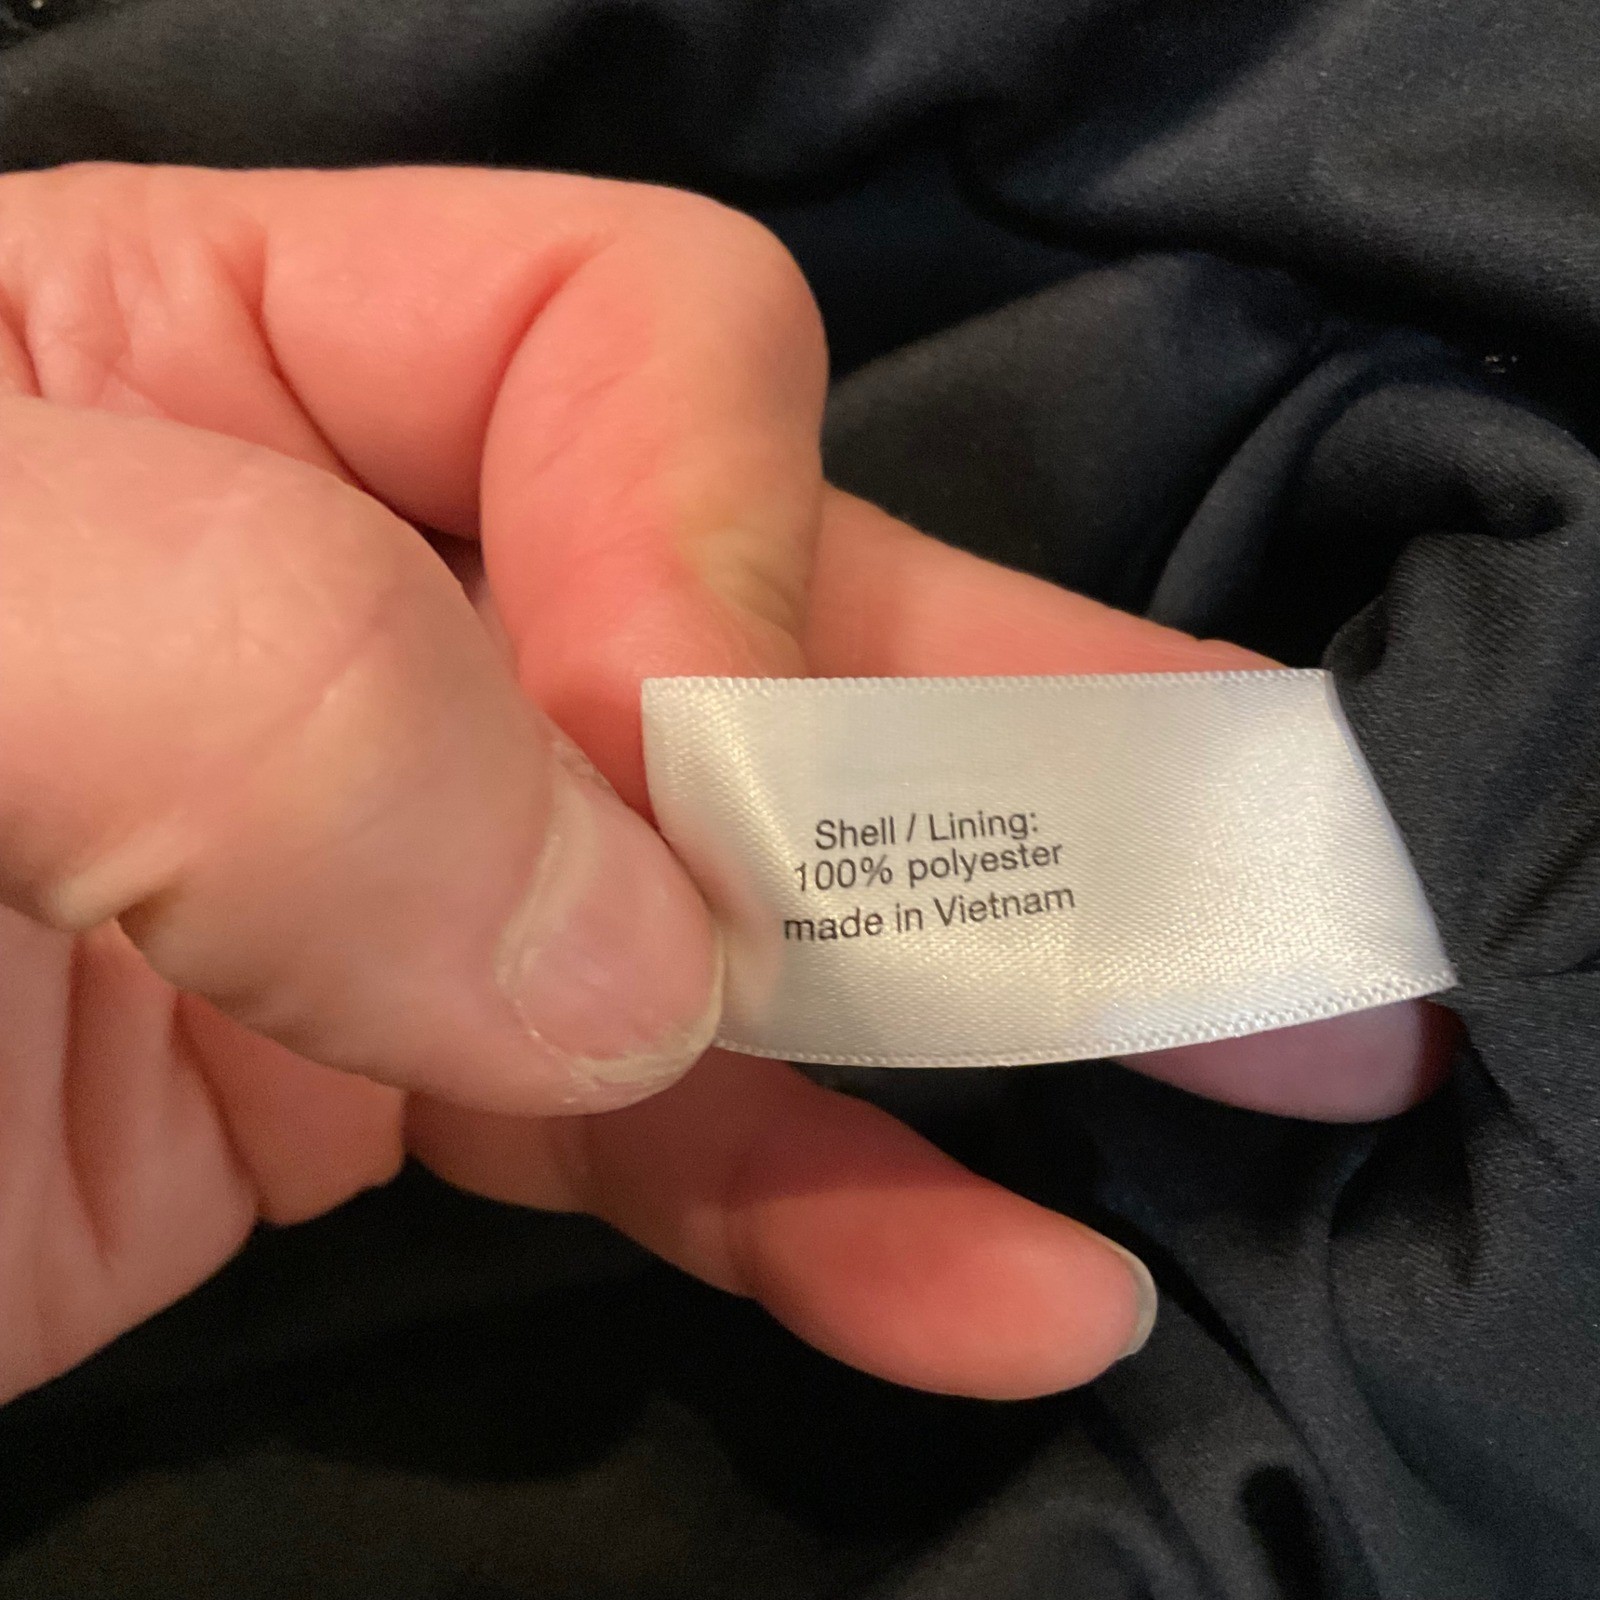 Shell / Lining:
100% polyester
made in Vietnam